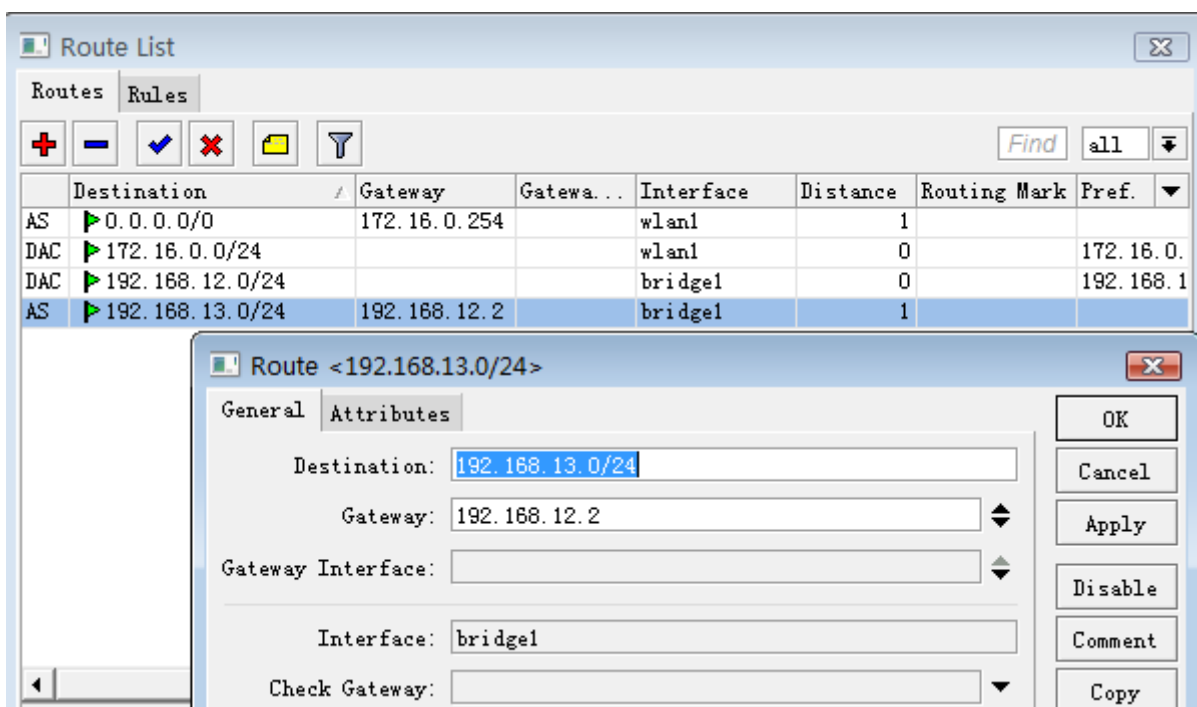 Route List
Routes Rules
Find all
Destination Gateway Gatewa... Interface Distance Routing Mark Pref.
AS 0.0.0.0/0 172.16.0.254 wlan1 1
DAC 172.16.0.0/24 wlan1 0 172.16.0.
DAC 192.168.12.0/24 bridge1 0 192.168.1
AS 192.168.13.0/24 192.168.12.2 bridge1 1
Route <192.168.13.0/24>
General Attributes
OK
Destination: 192.168.13.0/24
Cancel
Gateway: 192.168.12.2
Apply
Gateway Interface:
Disable
Interface: bridge1
Comment
Check Gateway:
Copy